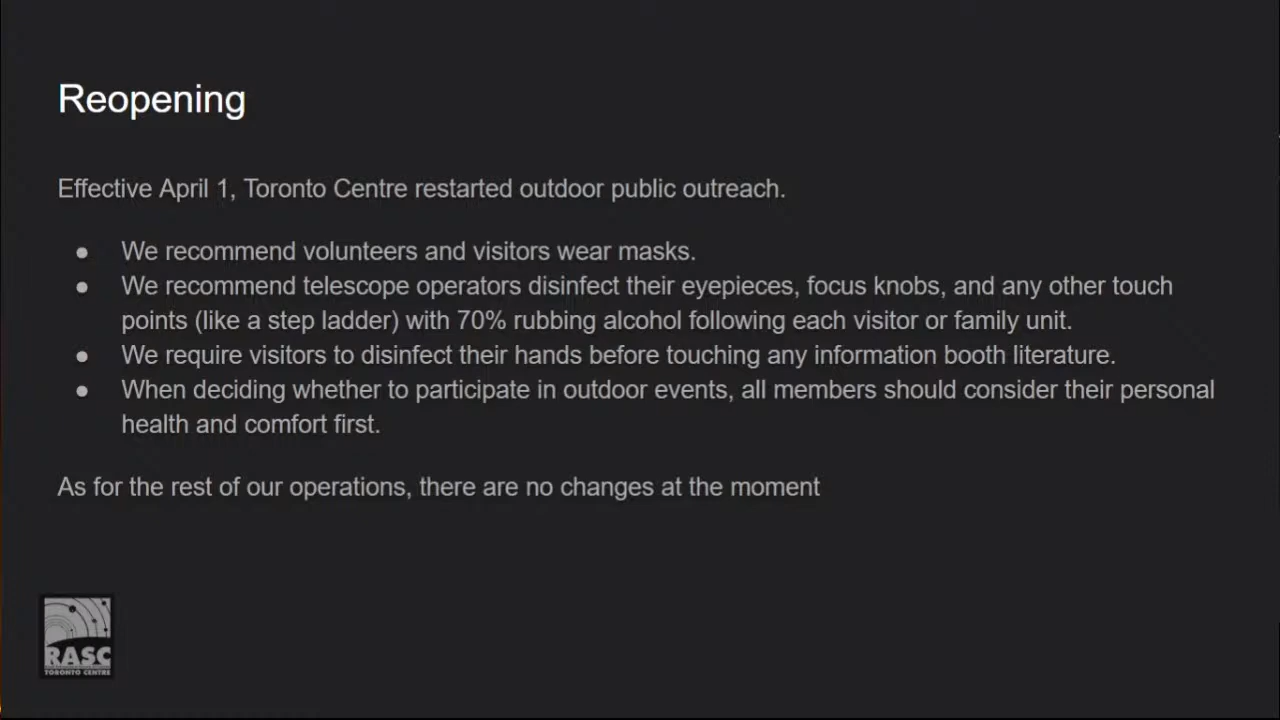 Reopening
Effective April 1, Toronto Centre restarted outdoor public outreach.
● We recommend volunteers and visitors wear masks.
● We recommend telescope operators disinfect their eyepieces, focus knobs, and any other touch
points (like a step ladder) with 70% rubbing alcohol following each visitor or family unit.
● We require visitors to disinfect their hands before touching any information booth literature.
● When deciding whether to participate in outdoor events, all members should consider their personal
health and comfort first.
As for the rest of our operations, there are no changes at the moment
RASC
TORONTO CENTRE